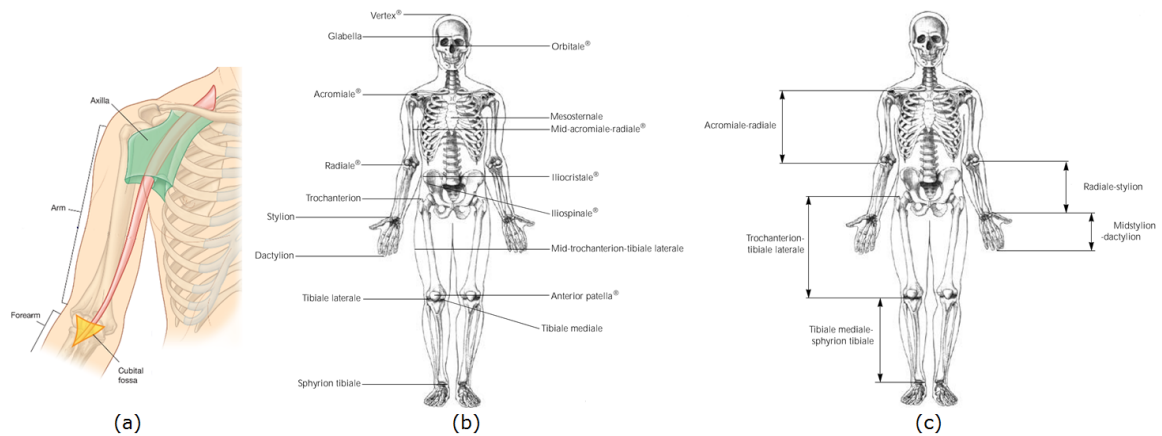 Axilla
Arm
Forearm
Cubital
fossa
(a)
Vertex®
Glabella
Orbitale®
Acromiale®
Mesosternale
Mid-acromiale-radiale®
Radiale®
Iliocristale®
Trochanterion
Iliospinale®
Stylion
Mid-trochanterion-tibiale laterale
Dactylion
Anterior patella®
Tibiale laterale
Tibiale mediale
Sphyrion tibiale
(b)
Acromiale-radiale
Radiale-stylion
Midstylion
-dactylion
Trochanterion-
tibiale laterale
Tibiale mediale-
sphyrion tibiale
(c)